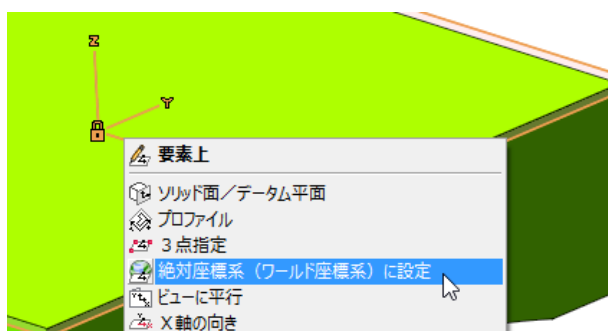 Z
Y
要素上
ソリッド面／データム平面
プロファイル
３点指定
絶対座標系（ワールド座標系）に設定
ビューに平行
X軸の向き